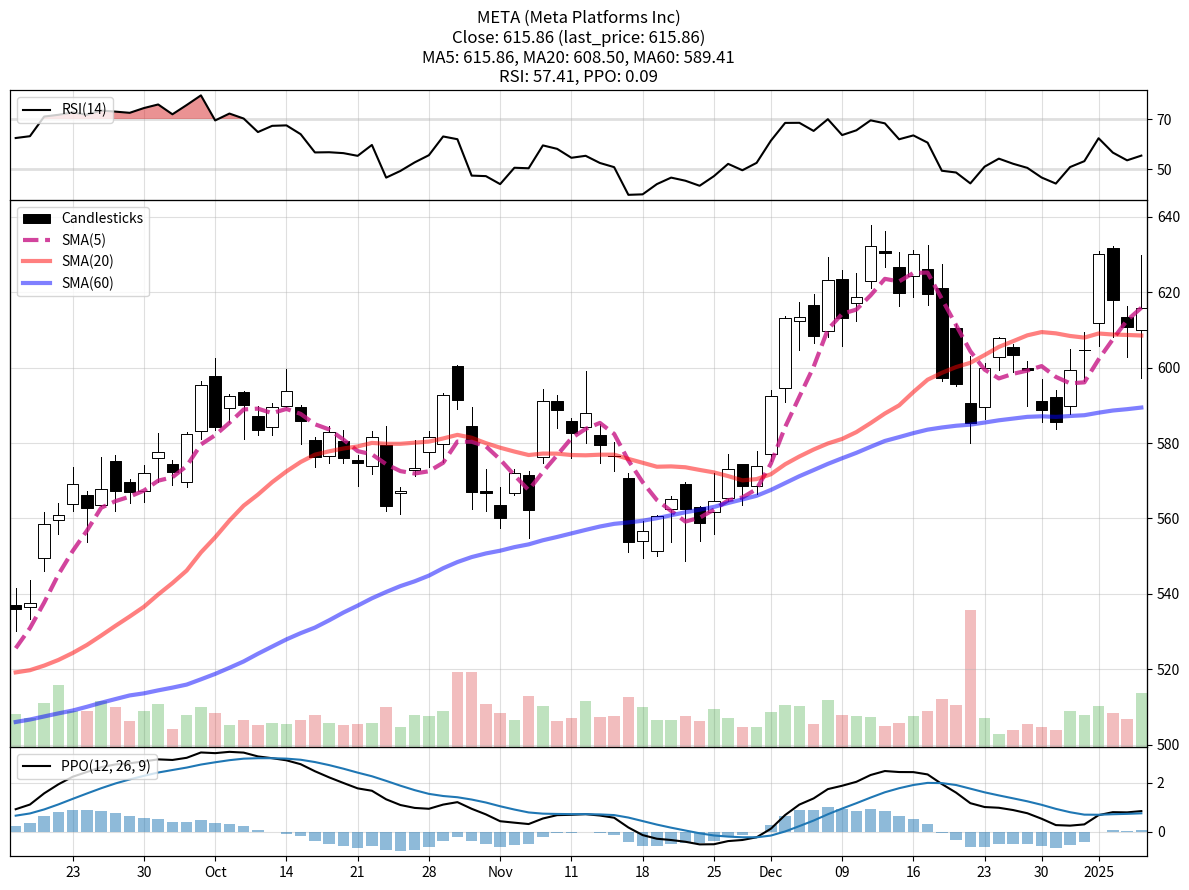 META (Meta Platforms Inc)
Close: 615.86 (last_price: 615.86)
MA5: 615.86, MA20: 608.50, MA60: 589.41
RSI: 57.41, PPO: 0.09
RSI(14)
70
50
Candlesticks
SMA(5)
SMA(20)
SMA(60)
640
620
600
580
560
540
520
500
PPO(12, 26, 9)
2
0
23 30 Oct 14 21 28 Nov 11 18 25 Dec 09 16 23 30 2025